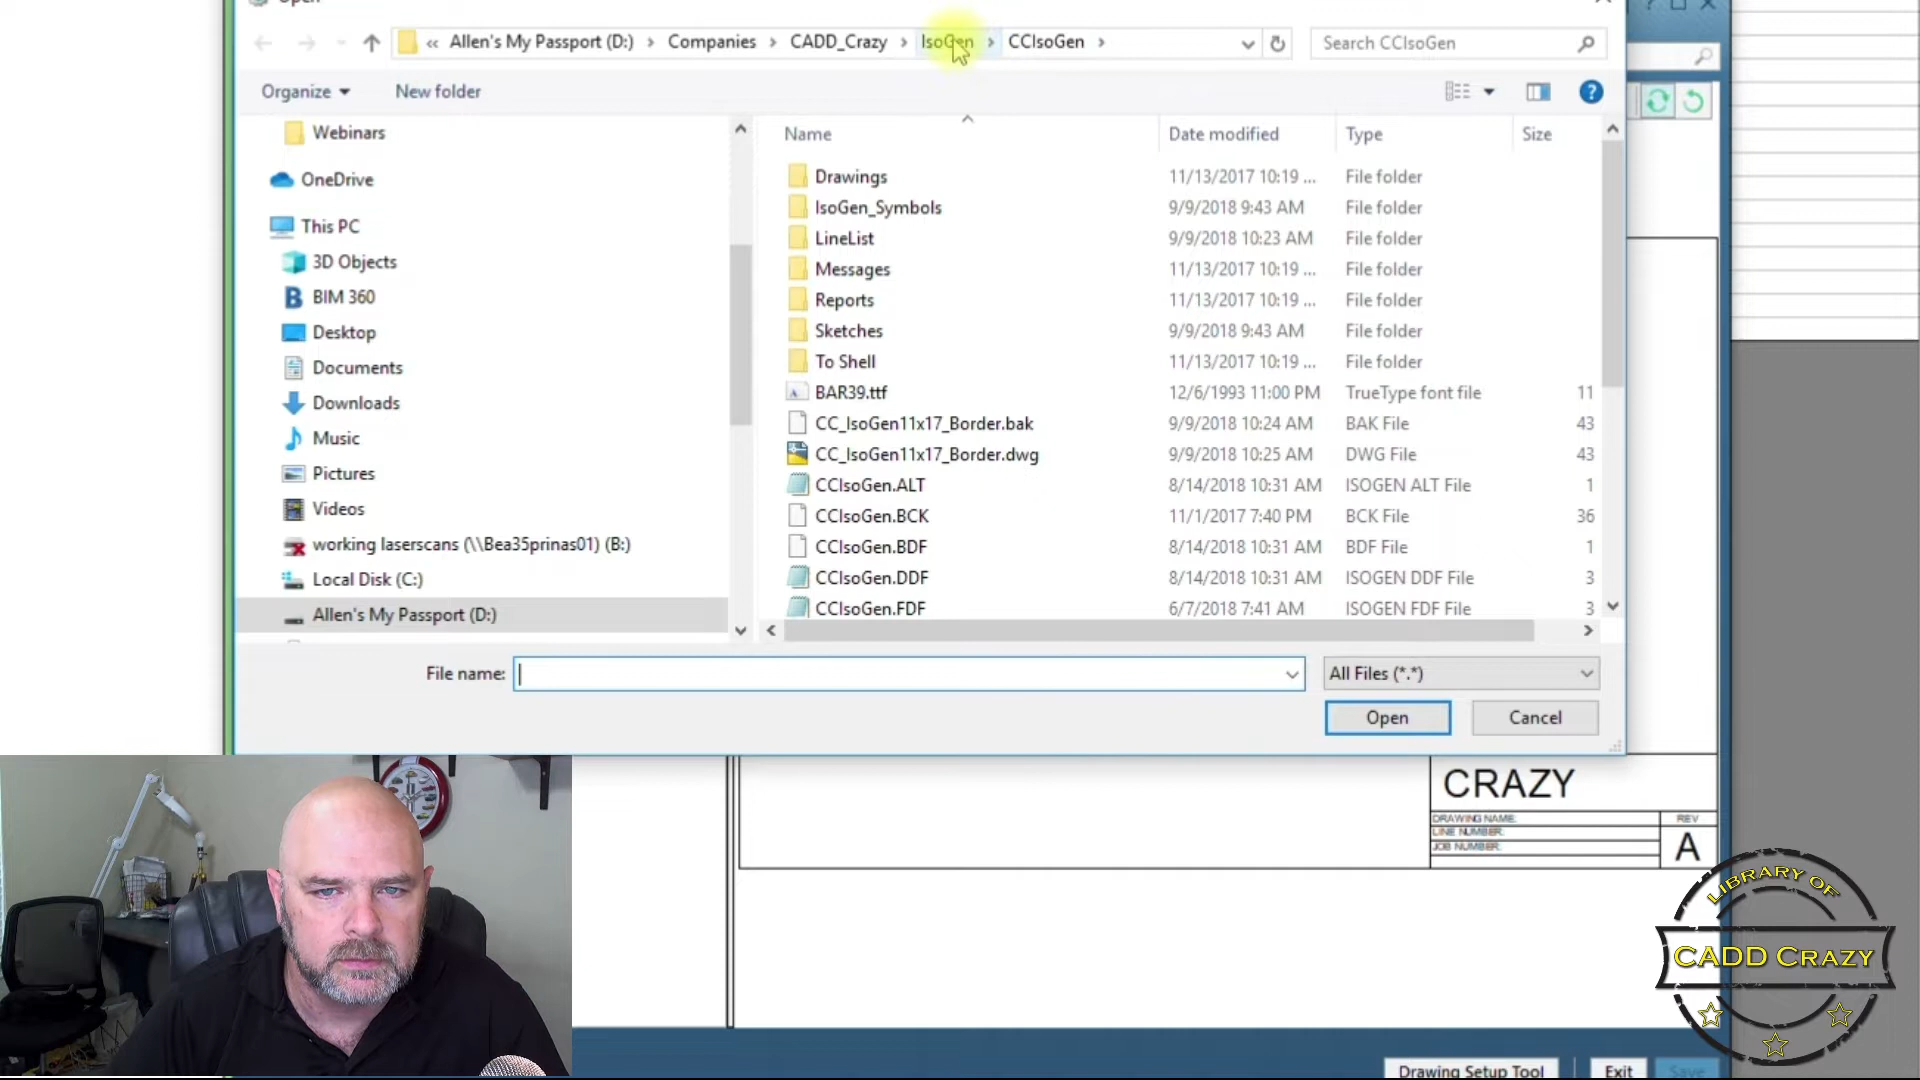 « Allen's My Passport (D:) > Companies > CADD_Crazy > IsoGen > CCIsoGen >
Search CCIsoGen
Organize
New folder
Name
Date modified
Type
Size
Webinars
OneDrive
This PC
3D Objects
BIM 360
Desktop
Documents
Downloads
Music
Pictures
Videos
working laserscans (\\Bea35prinas01) (B:)
Local Disk (C:)
Allen's My Passport (D:)
Drawings 11/13/2017 10:19 ... File folder
IsoGen_Symbols 9/9/2018 9:43 AM File folder
LineList 9/9/2018 10:23 AM File folder
Messages 11/13/2017 10:19 ... File folder
Reports 11/13/2017 10:19 ... File folder
Sketches 9/9/2018 9:43 AM File folder
To Shell 11/13/2017 10:19 ... File folder
BAR39.ttf 12/6/1993 11:00 PM TrueType font file 11
CC_IsoGen11x17_Border.bak 9/9/2018 10:24 AM BAK File 43
CC_IsoGen11x17_Border.dwg 9/9/2018 10:25 AM DWG File 43
CCIsoGen.ALT 8/14/2018 10:31 AM ISOGEN ALT File 1
CCIsoGen.BCK 11/1/2017 7:40 PM BCK File 36
CCIsoGen.BDF 8/14/2018 10:31 AM BDF File 1
CCIsoGen.DDF 8/14/2018 10:31 AM ISOGEN DDF File 3
CCIsoGen.FDF 6/7/2018 7:41 AM ISOGEN FDF File 3
File name:
All Files (*.*)
Open
Cancel
CRAZY
DRAWING NAME:
LINE NUMBER:
JOB NUMBER:
REV
A
LIBRARY OF
CADD CRAZY
Drawing Setup Tool
Exit
Save